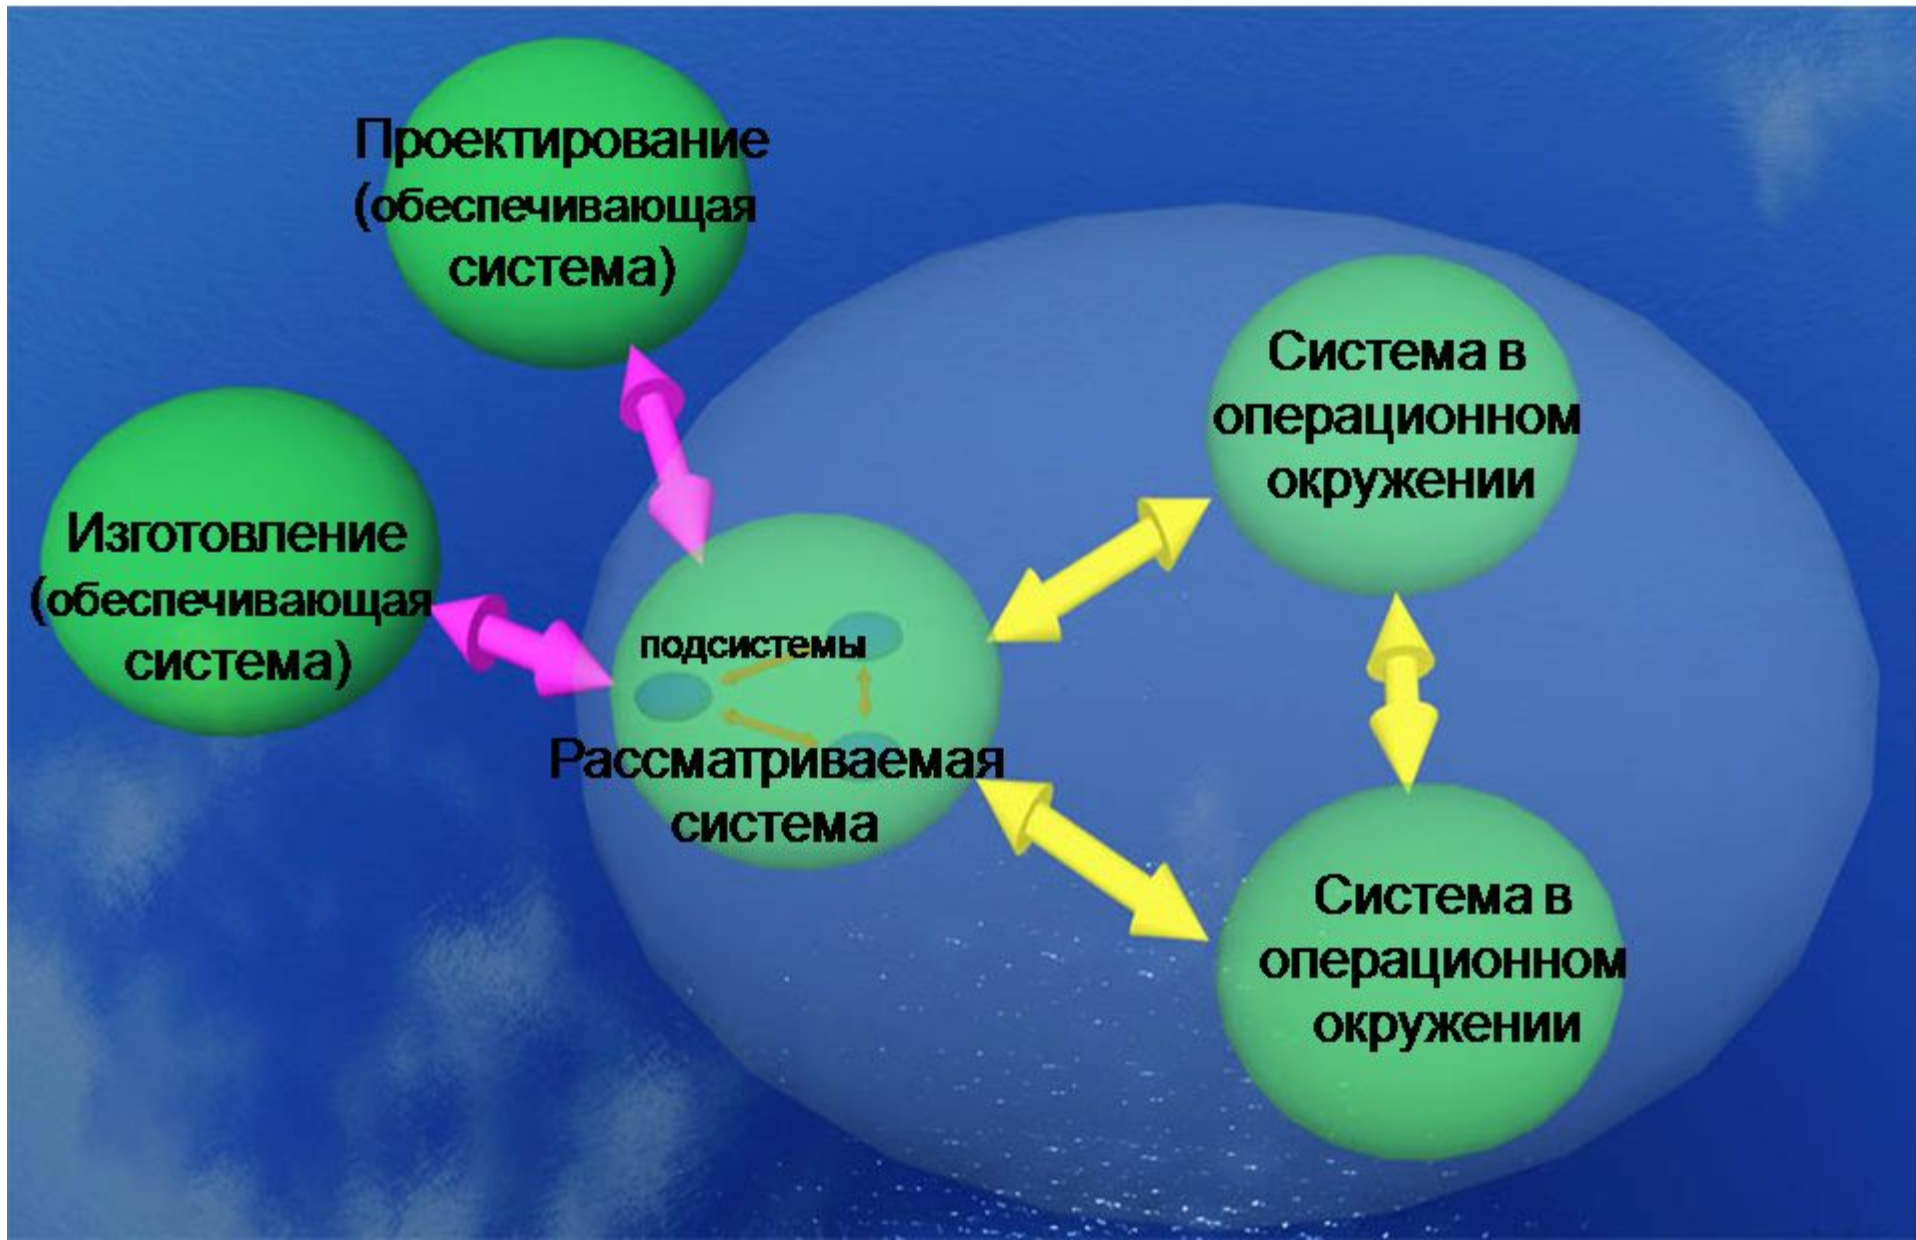 Проектирование
(обеспечивающая
система)
Изготовление
(обеспечивающая
система)
подсистемы
Рассматриваемая
система
Система в
операционном
окружении
Система в
операционном
окружении